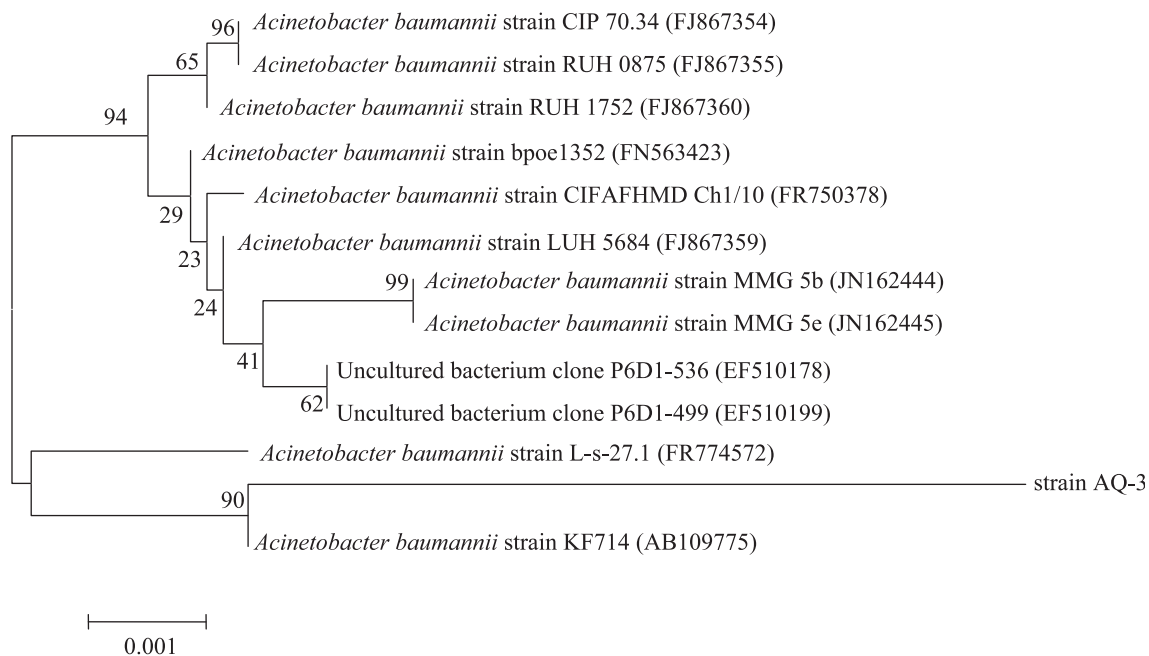 96
Acinetobacter baumannii strain CIP 70.34 (FJ867354)
65
Acinetobacter baumannii strain RUH 0875 (FJ867355)
Acinetobacter baumannii strain RUH 1752 (FJ867360)
94
Acinetobacter baumannii strain bpoe1352 (FN563423)
Acinetobacter baumannii strain CIFAFHMD Ch1/10 (FR750378)
29
Acinetobacter baumannii strain LUH 5684 (FJ867359)
23
99
Acinetobacter baumannii strain MMG 5b (JN162444)
24
Acinetobacter baumannii strain MMG 5e (JN162445)
41
Uncultured bacterium clone P6D1-536 (EF510178)
62
Uncultured bacterium clone P6D1-499 (EF510199)
Acinetobacter baumannii strain L-s-27.1 (FR774572)
strain AQ-3
90
Acinetobacter baumannii strain KF714 (AB109775)
0.001